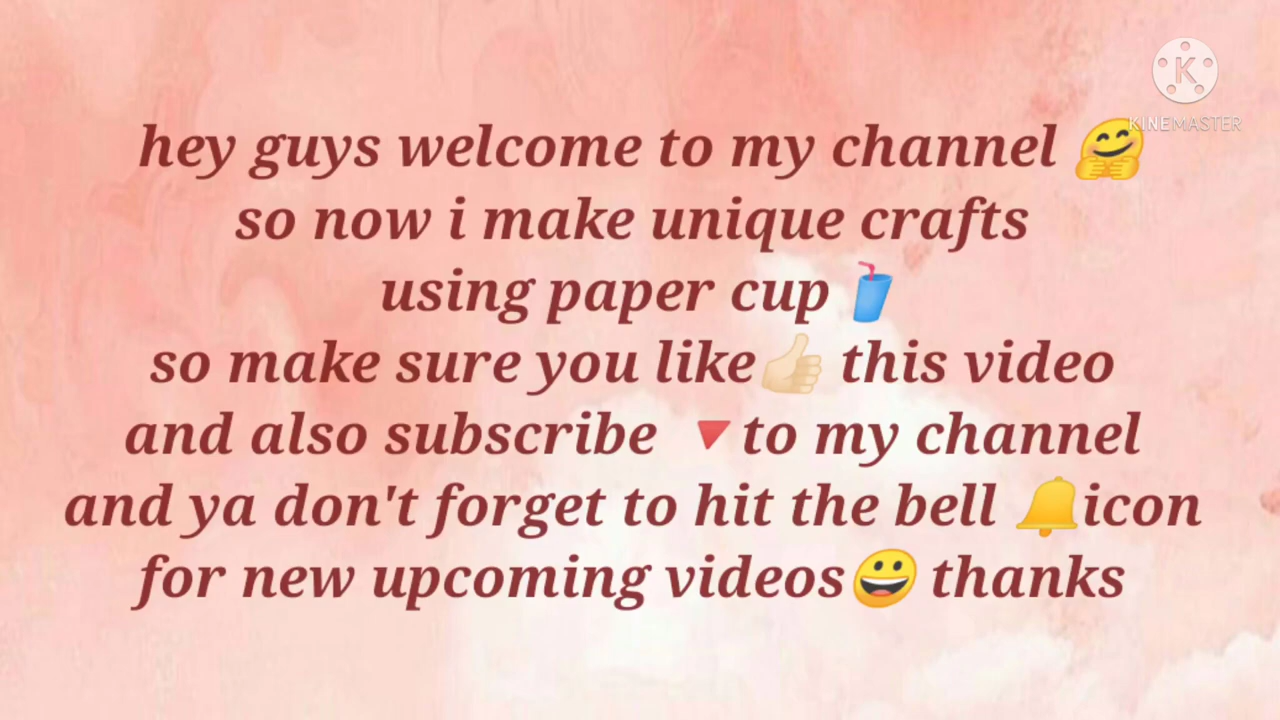 K
KINEMASTER
hey guys welcome to my channel 🤗
so now i make unique crafts
using paper cup 🥤
so make sure you like👍🏻 this video
and also subscribe 🔻to my channel
and ya don't forget to hit the bell 🔔icon
for new upcoming videos😀 thanks